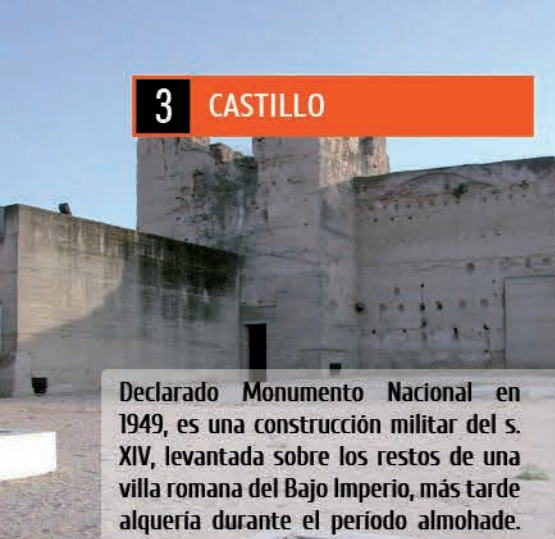 3 CASTILLO
Declarado Monumento Nacional en
1949, es una construcción militar del s.
XIV, levantada sobre los restos de una
villa romana del Bajo Imperio, más tarde
alquería durante el período almohade.